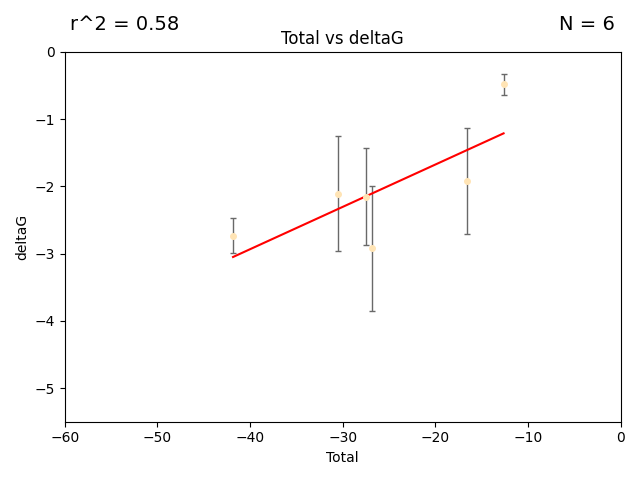 r^2 = 0.58
N = 6
Total vs deltaG
0
−1
−2
−3
−4
−5
deltaG
−60 −50 −40 −30 −20 −10 0
Total